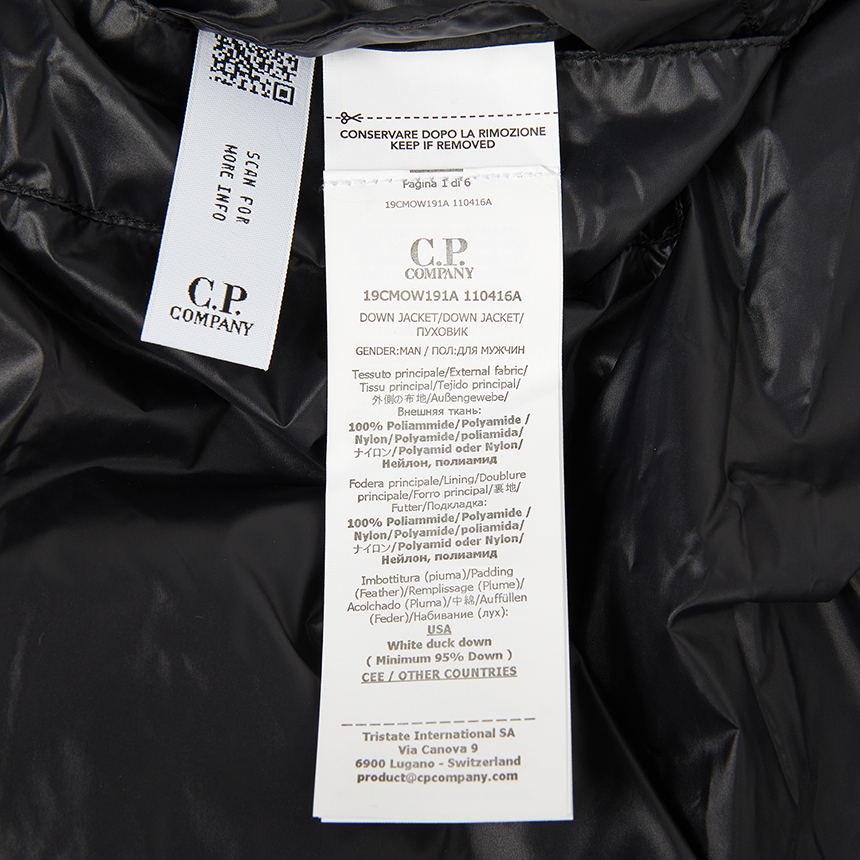 SCAN FOR
MORE INFO
C.P.
COMPANY
CONSERVARE DOPO LA RIMOZIONE
KEEP IF REMOVED
Pagina 1 di 6
19CMOW191A 110416A
C.P.
COMPANY
19CMOW191A 110416A
DOWN JACKET/DOWN JACKET/
ПУХОВИК
GENDER:MAN / ПОЛ:ДЛЯ МУЖЧИН
Tessuto principale/External fabric/
Tissu principal/Tejido principal/
外側の布地/Außengewebe/
Внешняя ткань:
100% Poliammide/Polyamide /
Nylon/Polyamide/poliamida/
ナイロン/Polyamid oder Nylon/
Нейлон, полиамид
Fodera principale/Lining/Doublure
principale/Forro principal/裏地/
Futter/Подкладка:
100% Poliammide/Polyamide /
Nylon/Polyamide/poliamida/
ナイロン/Polyamid oder Nylon/
Нейлон, полиамид
Imbottitura (piuma)/Padding
(Feather)/Remplissage (Plume)/
Acolchado (Pluma)/中綿/Auffüllen
(Feder)/Набивание (лух):
USA
White duck down
( Minimum 95% Down )
CEE / OTHER COUNTRIES
Tristate International SA
Via Canova 9
6900 Lugano - Switzerland
product@cpcompany.com